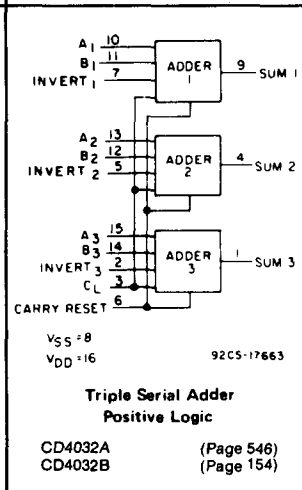 A1 10
B1 11
INVERT1 7
ADDER 1
9 SUM 1
A2 13
B2 12
INVERT2 5
ADDER 2
4 SUM 2
A3 15
B3 14
INVERT3 2
CL 3
CARRY RESET 6
ADDER 3
1 SUM 3
VSS = 8
VDD = 16
92CS-17663
Triple Serial Adder
Positive Logic
CD4032A (Page 546)
CD4032B (Page 154)